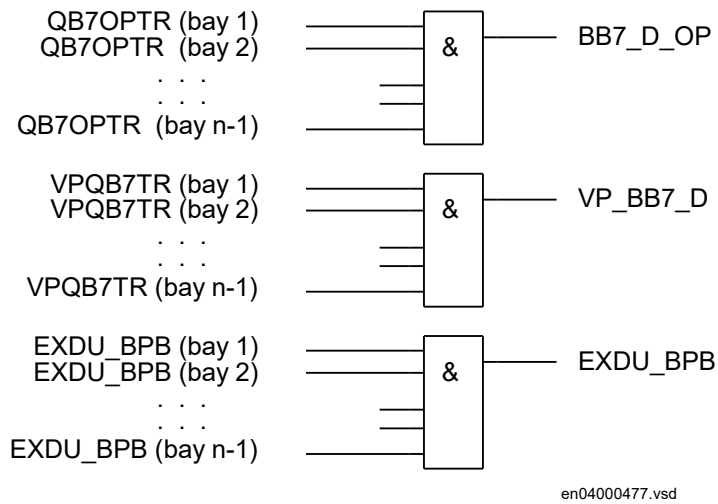 QB7OPTR (bay 1)
QB7OPTR (bay 2)
. . .
. . .
QB7OPTR (bay n-1)
&
BB7_D_OP
VPQB7TR (bay 1)
VPQB7TR (bay 2)
. . .
. . .
VPQB7TR (bay n-1)
&
VP_BB7_D
EXDU_BPB (bay 1)
EXDU_BPB (bay 2)
. . .
. . .
EXDU_BPB (bay n-1)
&
EXDU_BPB
en04000477.vsd